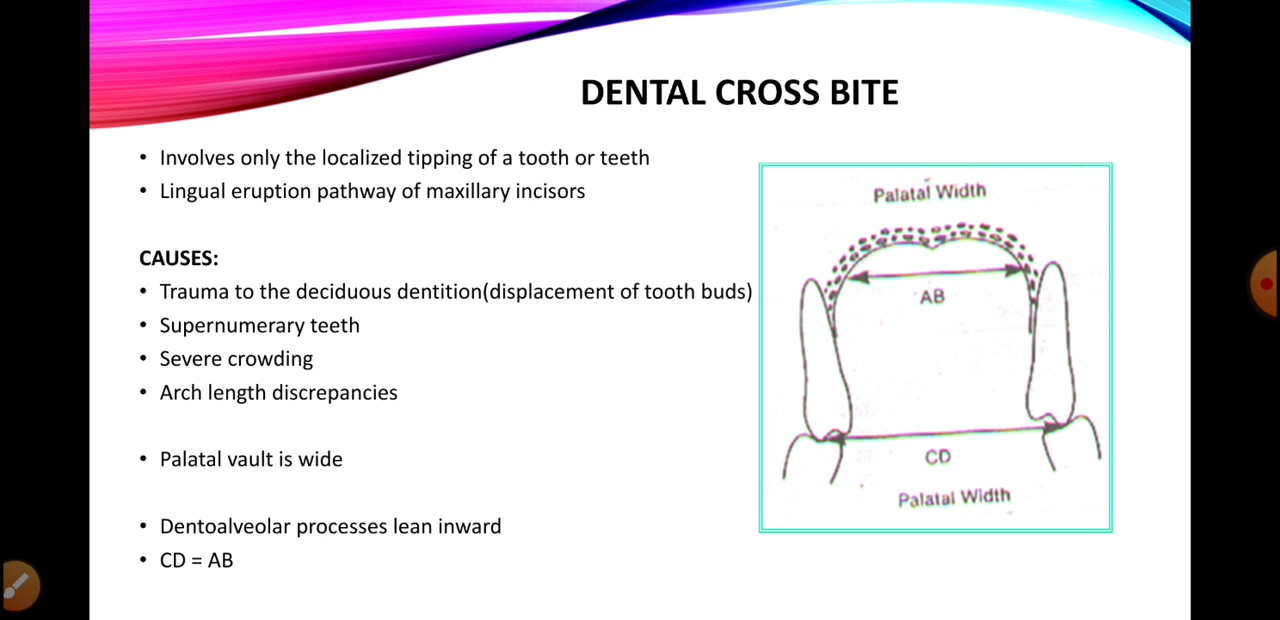 DENTAL CROSS BITE
• Involves only the localized tipping of a tooth or teeth
• Lingual eruption pathway of maxillary incisors
CAUSES:
• Trauma to the deciduous dentition(displacement of tooth buds)
• Supernumerary teeth
• Severe crowding
• Arch length discrepancies
• Palatal vault is wide
• Dentoalveolar processes lean inward
• CD = AB
Palatal Width
AB
CD
Palatal Width